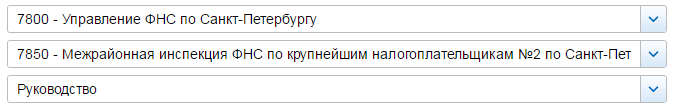 7800 - Управление ФНС по Санкт-Петербургу
7850 - Межрайонная инспекция ФНС по крупнейшим налогоплательщикам №2 по Санкт-Пет
Руководство